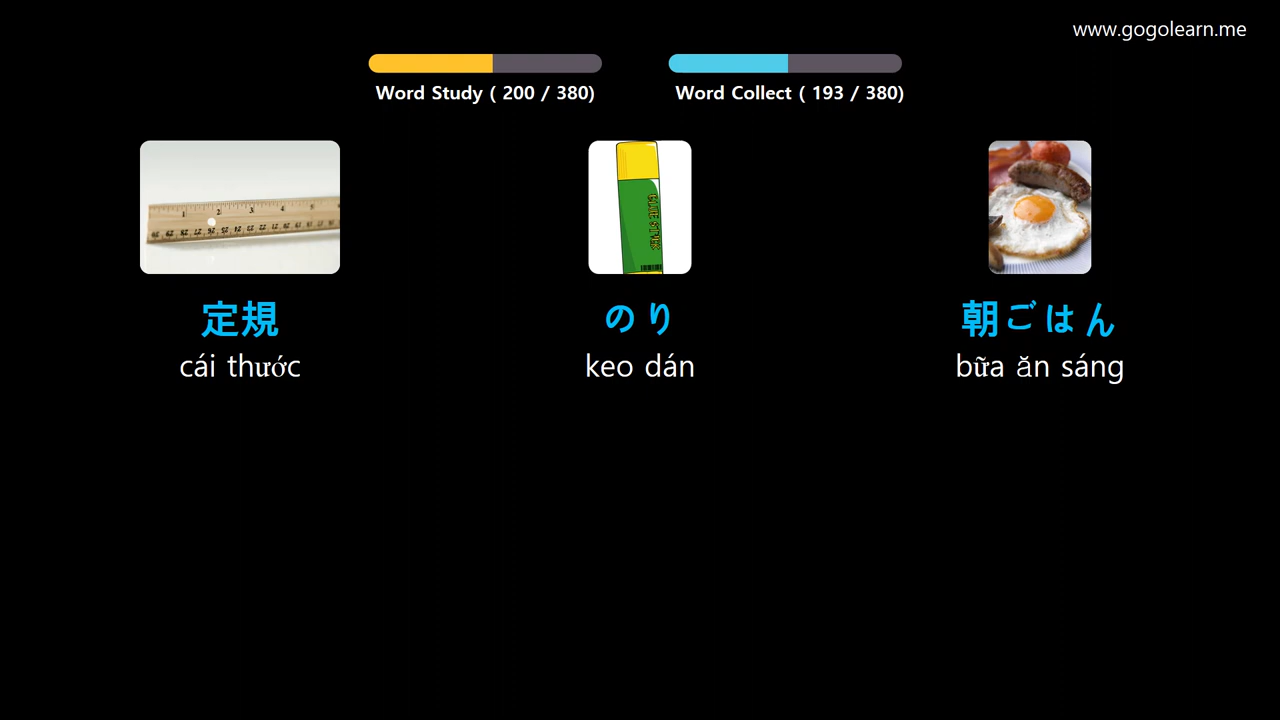 www.gogolearn.me
Word Study ( 200 / 380)
Word Collect ( 193 / 380)
定規
のり
朝ごはん
cái thước
keo dán
bữa ăn sáng